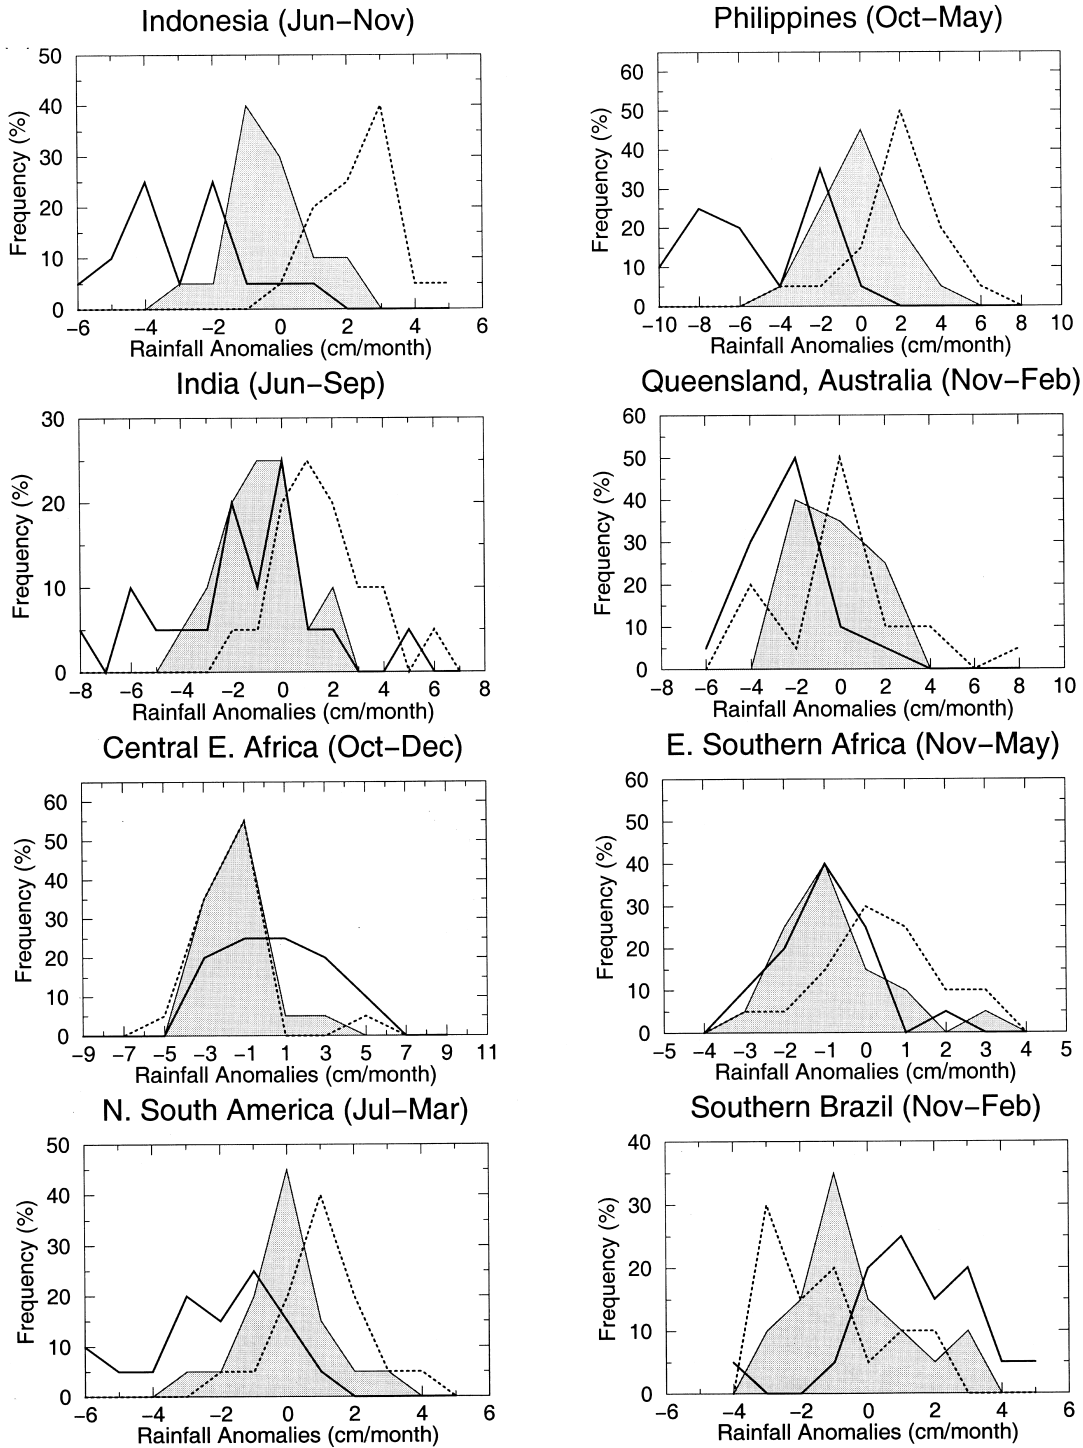 Indonesia (Jun–Nov)
Frequency (%)
50
40
30
20
10
0
−6 −4 −2 0 2 4 6
Rainfall Anomalies (cm/month)
Philippines (Oct–May)
Frequency (%)
60
50
40
30
20
10
0
−10 −8 −6 −4 −2 0 2 4 6 8 10
Rainfall Anomalies (cm/month)
India (Jun–Sep)
Frequency (%)
30
20
10
0
−8 −6 −4 −2 0 2 4 6 8
Rainfall Anomalies (cm/month)
Queensland, Australia (Nov–Feb)
Frequency (%)
60
50
40
30
20
10
0
−8 −6 −4 −2 0 2 4 6 8 10
Rainfall Anomalies (cm/month)
Central E. Africa (Oct–Dec)
Frequency (%)
60
50
40
30
20
10
0
−9 −7 −5 −3 −1 1 3 5 7 9 11
Rainfall Anomalies (cm/month)
E. Southern Africa (Nov–May)
Frequency (%)
60
50
40
30
20
10
0
−5 −4 −3 −2 −1 0 1 2 3 4 5
Rainfall Anomalies (cm/month)
N. South America (Jul–Mar)
Frequency (%)
50
40
30
20
10
0
−6 −4 −2 0 2 4 6
Rainfall Anomalies (cm/month)
Southern Brazil (Nov–Feb)
Frequency (%)
40
30
20
10
0
−6 −4 −2 0 2 4 6
Rainfall Anomalies (cm/month)